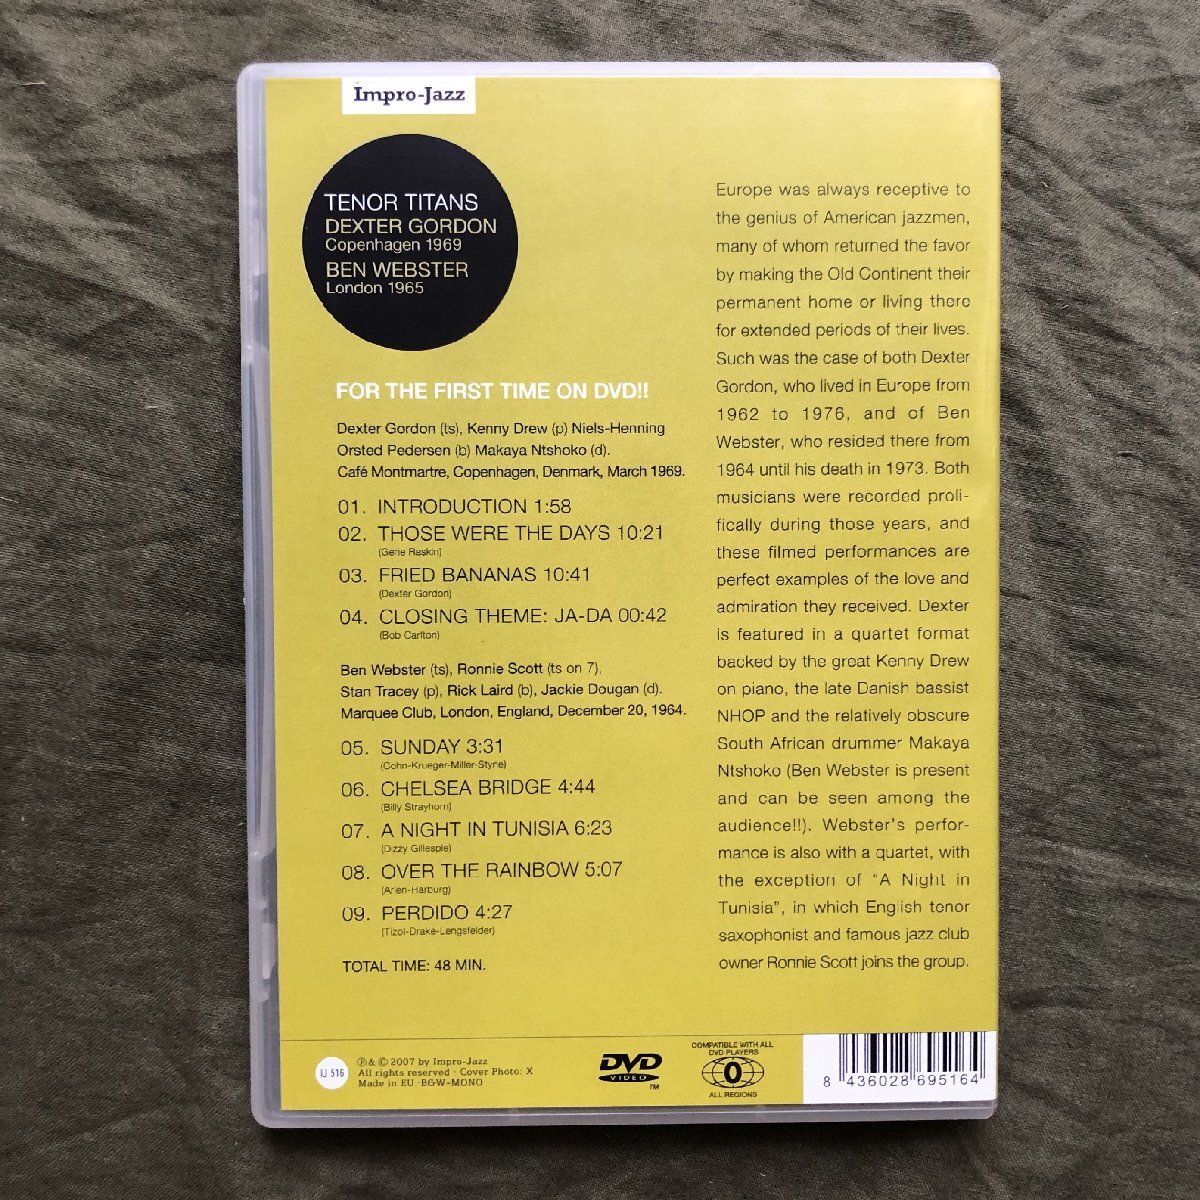 Impro-Jazz
TENOR TITANS
DEXTER GORDON
Copenhagen 1969
BEN WEBSTER
London 1965
FOR THE FIRST TIME ON DVD!!
Dexter Gordon (ts), Kenny Drew (p) Niels-Henning
Orsted Pedersen (b) Makaya Ntshoko (d).
Café Montmartre, Copenhagen, Denmark, March 1969.
01. INTRODUCTION 1:58
02. THOSE WERE THE DAYS 10:21
(Gene Raskin)
03. FRIED BANANAS 10:41
(Dexter Gordon)
04. CLOSING THEME: JA-DA 00:42
(Bob Carlton)
Ben Webster (ts), Ronnie Scott (ts on 7),
Stan Tracey (p), Rick Laird (b), Jackie Dougan (d).
Marquee Club, London, England, December 20, 1964.
05. SUNDAY 3:31
(Cohn-Krueger-Miller-Styne)
06. CHELSEA BRIDGE 4:44
(Billy Strayhorn)
07. A NIGHT IN TUNISIA 6:23
(Dizzy Gillespie)
08. OVER THE RAINBOW 5:07
(Arlen-Harburg)
09. PERDIDO 4:27
(Tizol-Drake-Lengsfelder)
TOTAL TIME: 48 MIN.
Europe was always receptive to
the genius of American jazzmen,
many of whom returned the favor
by making the Old Continent their
permanent home or living there
for extended periods of their lives.
Such was the case of both Dexter
Gordon, who lived in Europe from
1962 to 1976, and of Ben
Webster, who resided there from
1964 until his death in 1973. Both
musicians were recorded proli-
fically during those years, and
these filmed performances are
perfect examples of the love and
admiration they received. Dexter
is featured in a quartet format
backed by the great Kenny Drew
on piano, the late Danish bassist
NHOP and the relatively obscure
South African drummer Makaya
Ntshoko (Ben Webster is present
and can be seen among the
audience!!). Webster's perfor-
mance is also with a quartet, with
the exception of "A Night in
Tunisia", in which English tenor
saxophonist and famous jazz club
owner Ronnie Scott joins the group.
IJ 516
℗ & © 2007 by Impro-Jazz
All rights reserved · Cover Photo: X
Made in EU · B&W-MONO
DVD
VIDEO
TM
COMPATIBLE WITH ALL
DVD PLAYERS
0
ALL REGIONS
8 436028 695164